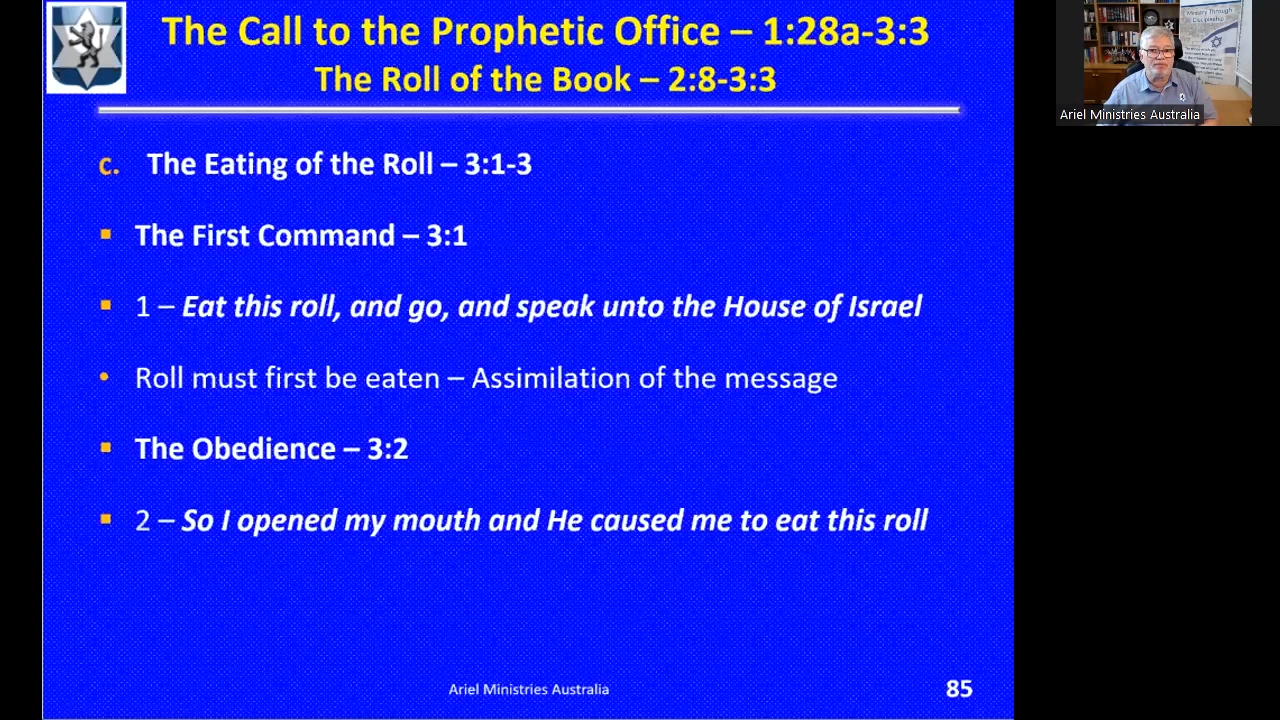 The Call to the Prophetic Office – 1:28a-3:3
The Roll of the Book – 2:8-3:3
c. The Eating of the Roll – 3:1-3
▪ The First Command – 3:1
▪ 1 – Eat this roll, and go, and speak unto the House of Israel
• Roll must first be eaten – Assimilation of the message
▪ The Obedience – 3:2
▪ 2 – So I opened my mouth and He caused me to eat this roll
Ariel Ministries Australia
85
Ministry Through
Discipleship
Ariel Ministries Australia